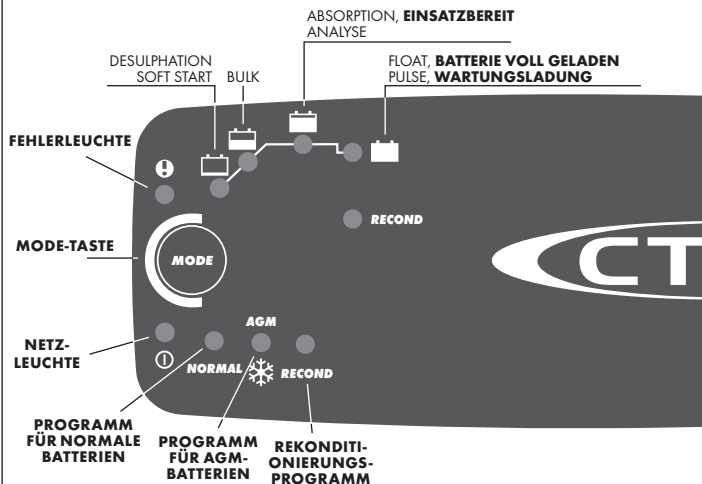 ABSORPTION, EINSATZBEREIT
ANALYSE
DESULPHATION
SOFT START
BULK
FLOAT, BATTERIE VOLL GELADEN
PULSE, WARTUNGSLADUNG
FEHLERLEUCHTE
RECOND
MODE-TASTE
MODE
CT
NETZ-
LEUCHTE
AGM
NORMAL
RECOND
PROGRAMM
FÜR NORMALE
BATTERIEN
PROGRAMM
FÜR AGM-
BATTERIEN
REKONDITI-
ONIERUNGS-
PROGRAMM